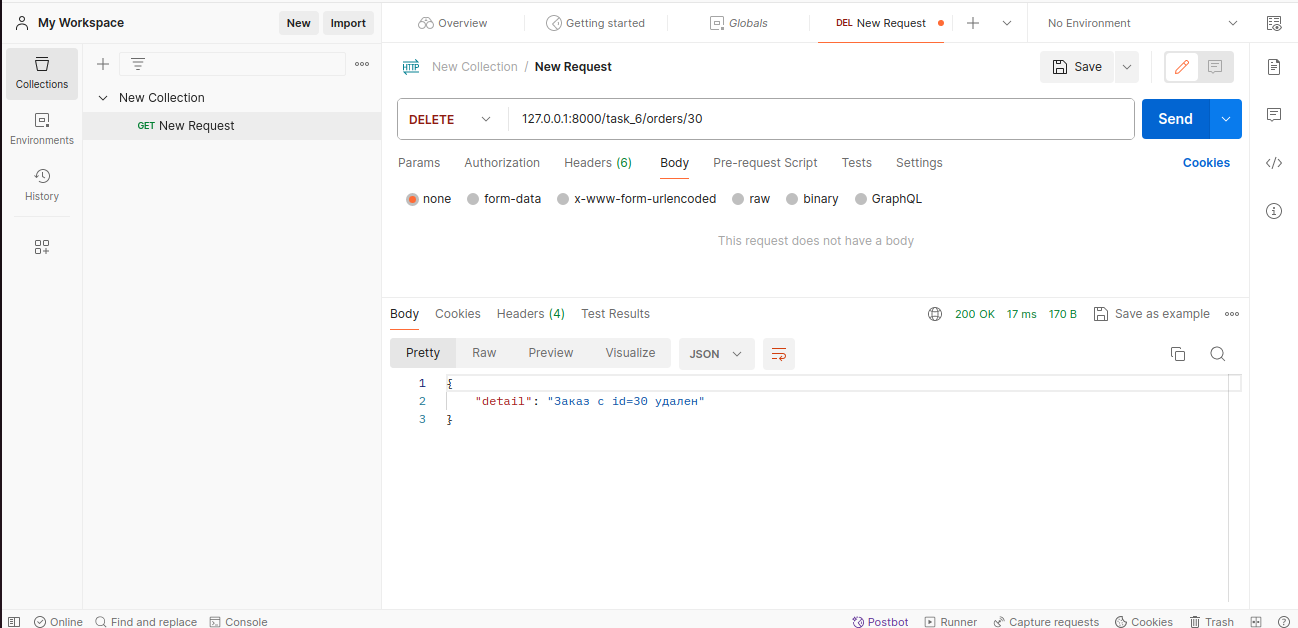 My Workspace
New
Import
Overview
Getting started
Globals
DEL New Request
No Environment
Collections
Environments
History
New Collection
GET New Request
HTTP
New Collection / New Request
Save
DELETE
127.0.0.1:8000/task_6/orders/30
Send
Params
Authorization
Headers (6)
Body
Pre-request Script
Tests
Settings
Cookies
none
form-data
x-www-form-urlencoded
raw
binary
GraphQL
This request does not have a body
Body
Cookies
Headers (4)
Test Results
200 OK
17 ms
170 B
Save as example
Pretty
Raw
Preview
Visualize
JSON
1 {
2 "detail": "Заказ с id=30 удален"
3 }
Online
Find and replace
Console
Postbot
Runner
Capture requests
Cookies
Trash